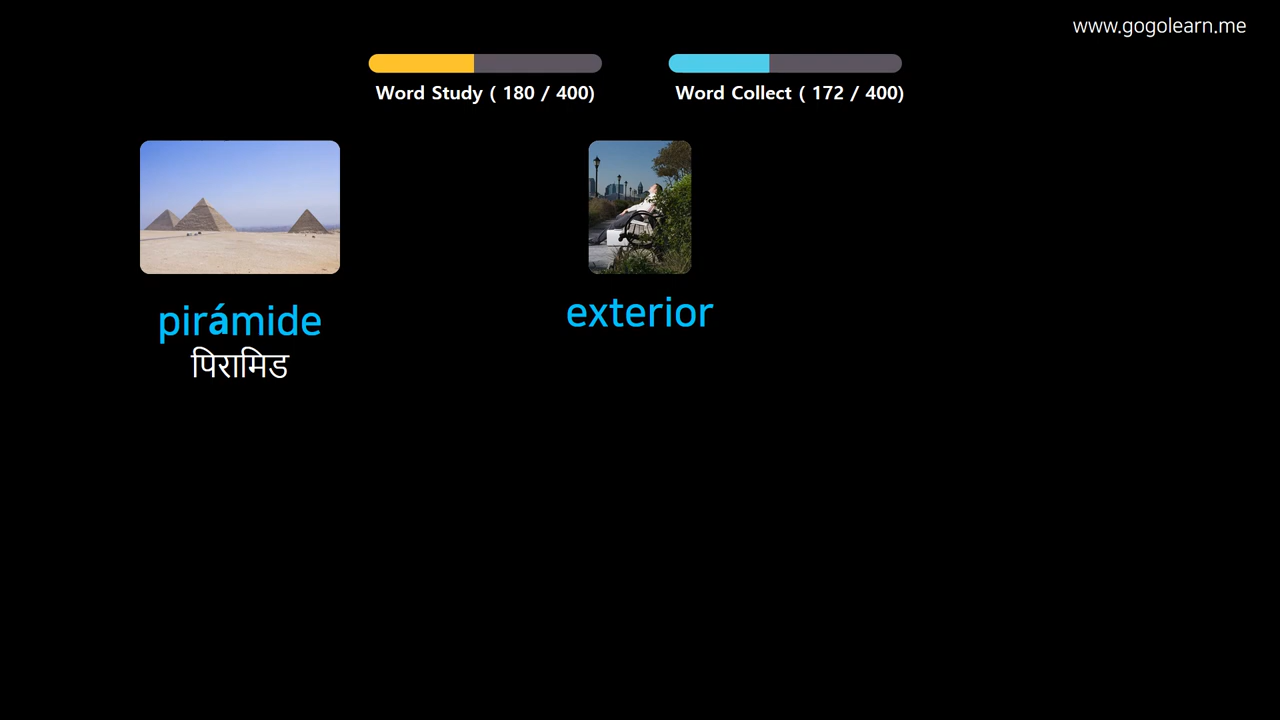 www.gogolearn.me
Word Study ( 180 / 400)
Word Collect ( 172 / 400)
pirámide
पिरामिड
exterior